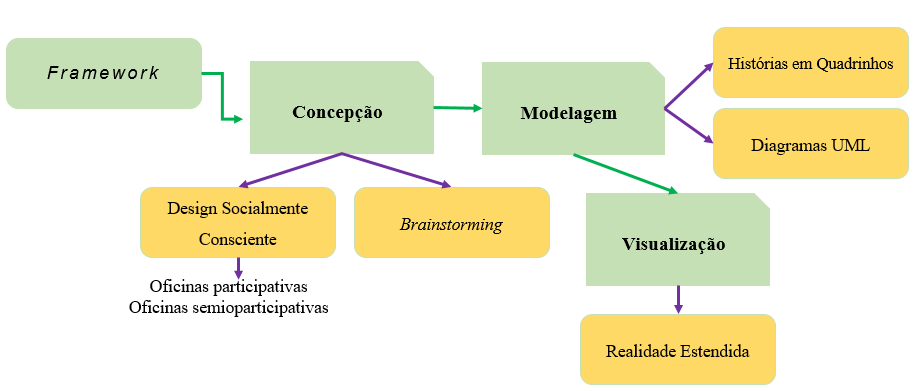 Framework
Concepção
Modelagem
Histórias em Quadrinhos
Diagramas UML
Design Socialmente
Consciente
Brainstorming
Oficinas participativas
Oficinas semioparticipativas
Visualização
Realidade Estendida